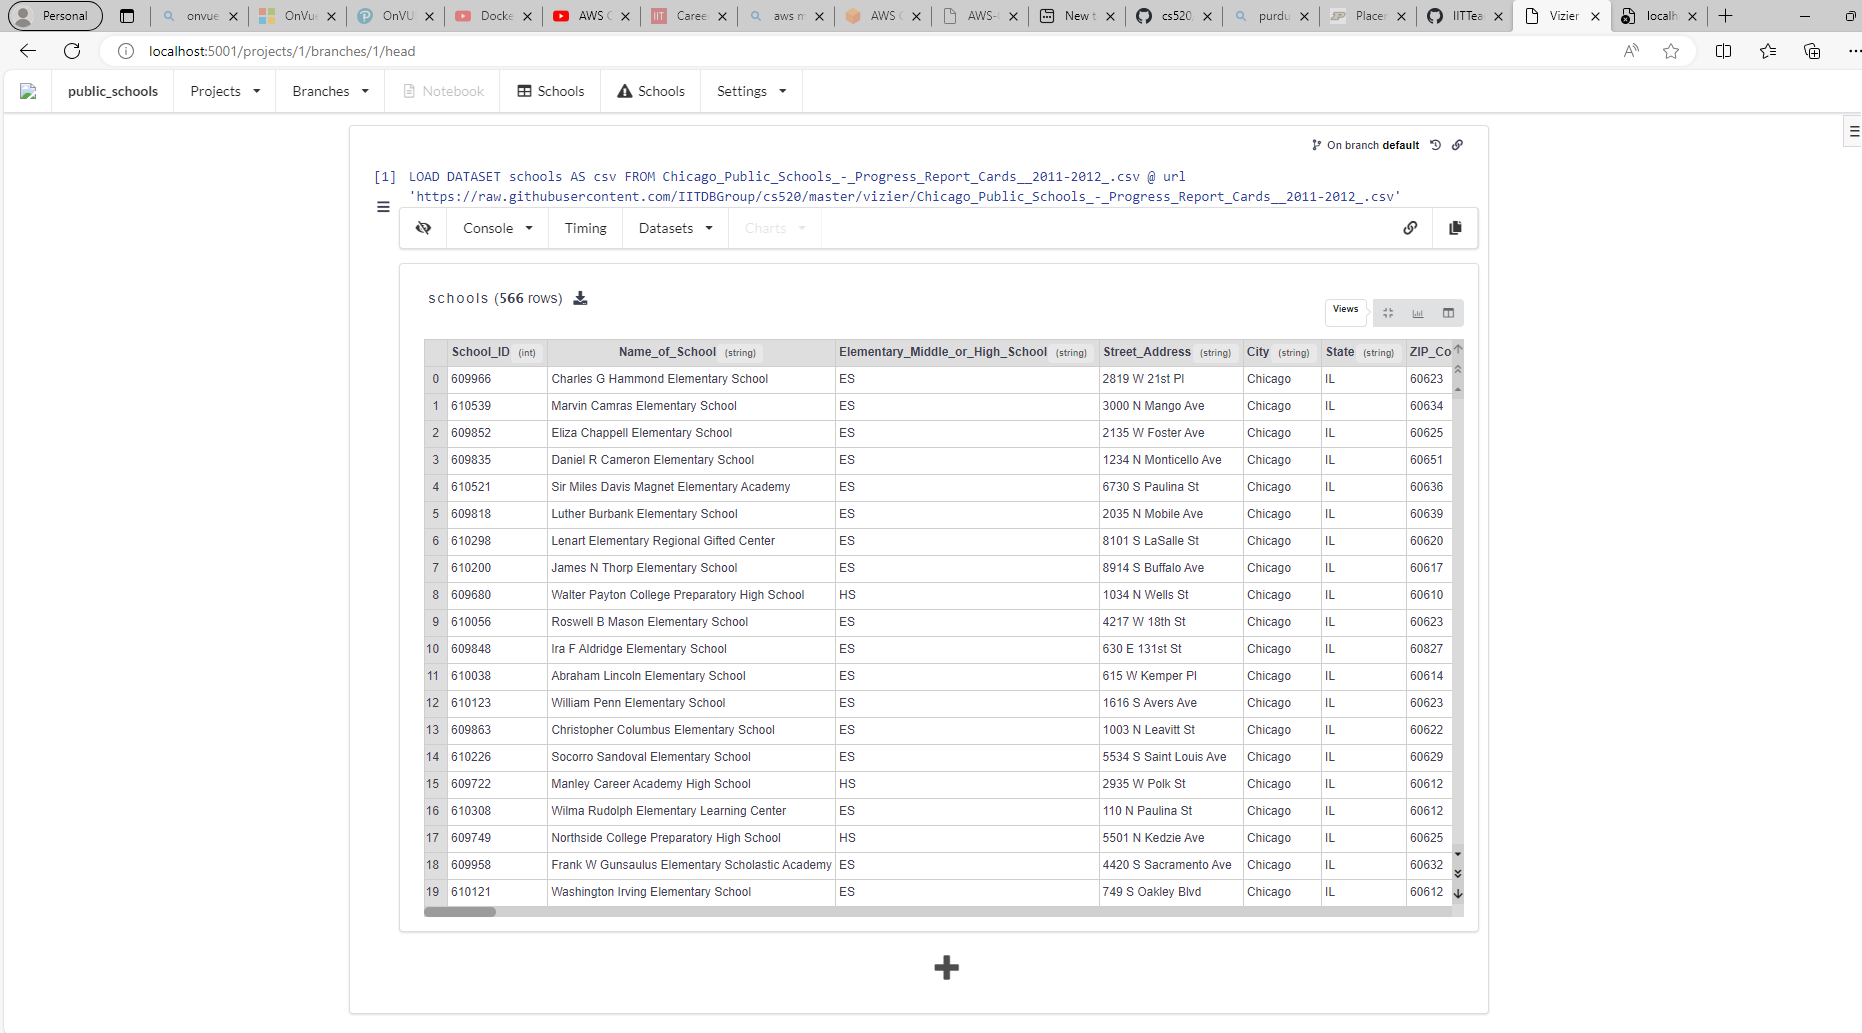 Personal onvue OnVue OnVU Docke AWS C Caree aws m AWS C AWS- New t cs520, purdu Placer IITTea Vizier localh
localhost:5001/projects/1/branches/1/head
public_schools Projects Branches Notebook Schools Schools Settings
On branch default
[1] LOAD DATASET schools AS csv FROM Chicago_Public_Schools_-_Progress_Report_Cards__2011-2012_.csv @ url
'https://raw.githubusercontent.com/IITDBGroup/cs520/master/vizier/Chicago_Public_Schools_-_Progress_Report_Cards__2011-2012_.csv'
Console Timing Datasets Charts
schools (566 rows)
Views
School_ID (int) Name_of_School (string) Elementary_Middle_or_High_School (string) Street_Address (string) City (string) State (string) ZIP_Co
0 609966 Charles G Hammond Elementary School ES 2819 W 21st Pl Chicago IL 60623
1 610539 Marvin Camras Elementary School ES 3000 N Mango Ave Chicago IL 60634
2 609852 Eliza Chappell Elementary School ES 2135 W Foster Ave Chicago IL 60625
3 609835 Daniel R Cameron Elementary School ES 1234 N Monticello Ave Chicago IL 60651
4 610521 Sir Miles Davis Magnet Elementary Academy ES 6730 S Paulina St Chicago IL 60636
5 609818 Luther Burbank Elementary School ES 2035 N Mobile Ave Chicago IL 60639
6 610298 Lenart Elementary Regional Gifted Center ES 8101 S LaSalle St Chicago IL 60620
7 610200 James N Thorp Elementary School ES 8914 S Buffalo Ave Chicago IL 60617
8 609680 Walter Payton College Preparatory High School HS 1034 N Wells St Chicago IL 60610
9 610056 Roswell B Mason Elementary School ES 4217 W 18th St Chicago IL 60623
10 609848 Ira F Aldridge Elementary School ES 630 E 131st St Chicago IL 60827
11 610038 Abraham Lincoln Elementary School ES 615 W Kemper Pl Chicago IL 60614
12 610123 William Penn Elementary School ES 1616 S Avers Ave Chicago IL 60623
13 609863 Christopher Columbus Elementary School ES 1003 N Leavitt St Chicago IL 60622
14 610226 Socorro Sandoval Elementary School ES 5534 S Saint Louis Ave Chicago IL 60629
15 609722 Manley Career Academy High School HS 2935 W Polk St Chicago IL 60612
16 610308 Wilma Rudolph Elementary Learning Center ES 110 N Paulina St Chicago IL 60612
17 609749 Northside College Preparatory High School HS 5501 N Kedzie Ave Chicago IL 60625
18 609958 Frank W Gunsaulus Elementary Scholastic Academy ES 4420 S Sacramento Ave Chicago IL 60632
19 610121 Washington Irving Elementary School ES 749 S Oakley Blvd Chicago IL 60612